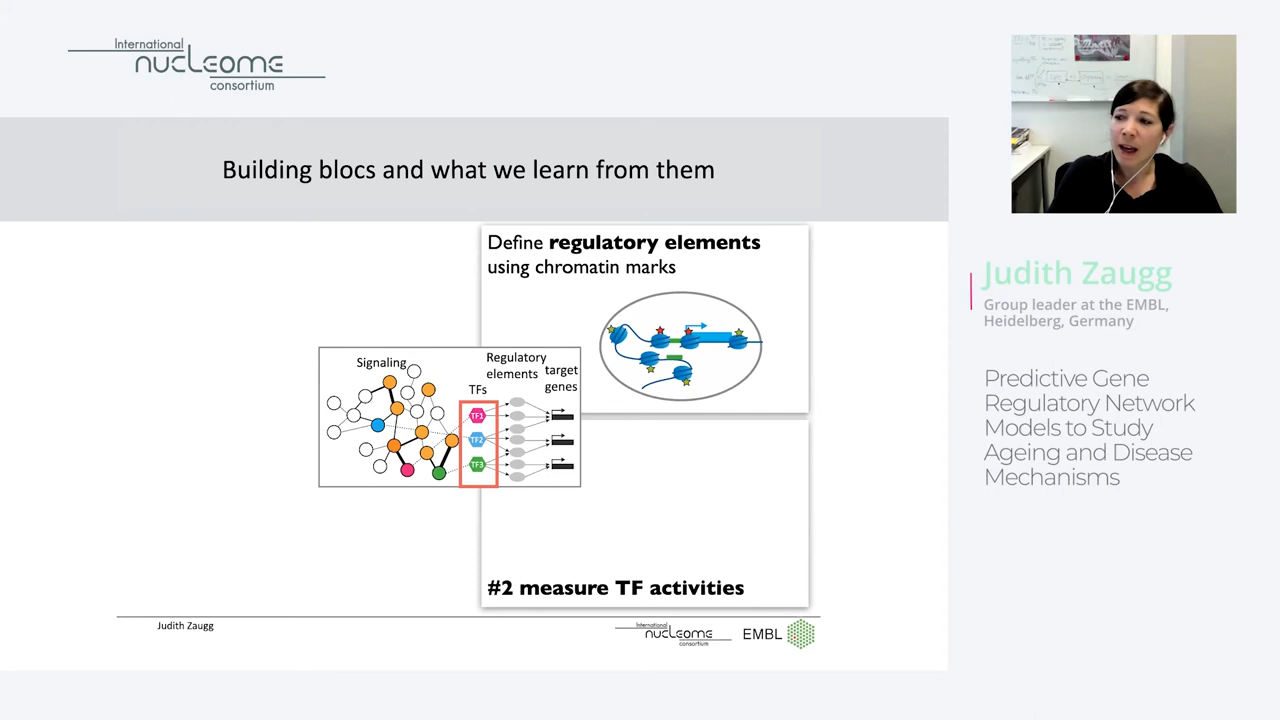 International
nucleome
consortium
Building blocs and what we learn from them
Define regulatory elements
using chromatin marks
Signaling
Regulatory
elements
target
genes
TFs
TF1
TF2
TF3
#2 measure TF activities
Judith Zaugg
International
nucleome
consortium
EMBL
Judith Zaugg
Group leader at the EMBL,
Heidelberg, Germany
Predictive Gene
Regulatory Network
Models to Study
Ageing and Disease
Mechanisms